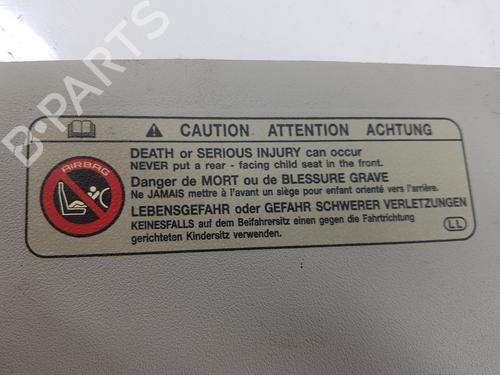 B-PARTS
CAUTION ATTENTION ACHTUNG
AIRBAG
DEATH or SERIOUS INJURY can occur
NEVER put a rear - facing child seat in the front.
Danger de MORT ou de BLESSURE GRAVE
Ne JAMAIS mettre à l'avant un siège pour enfant orienté vers l'arrière.
LEBENSGEFAHR oder GEFAHR SCHWERER VERLETZUNGEN
KEINESFALLS auf dem Beifahrersitz einen gegen die Fahrtrichtung
gerichteten Kindersitz verwenden.
LL